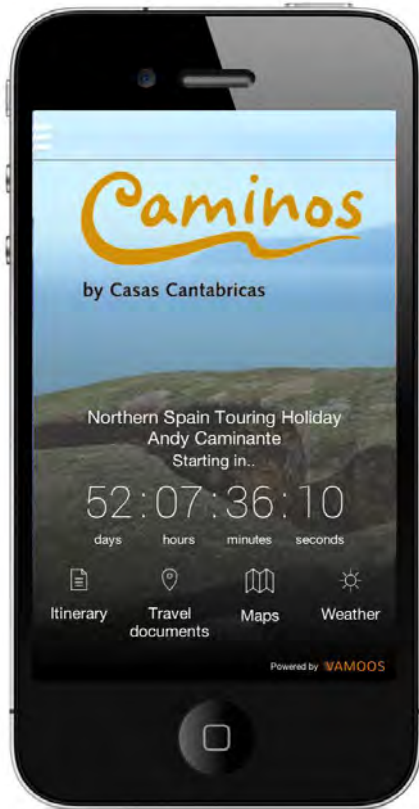 Caminos
by Casas Cantabricas
Northern Spain Touring Holiday
Andy Caminante
Starting in..
52:07:36:10
days hours minutes seconds
Itinerary Travel documents Maps Weather
Powered by VAMOOS